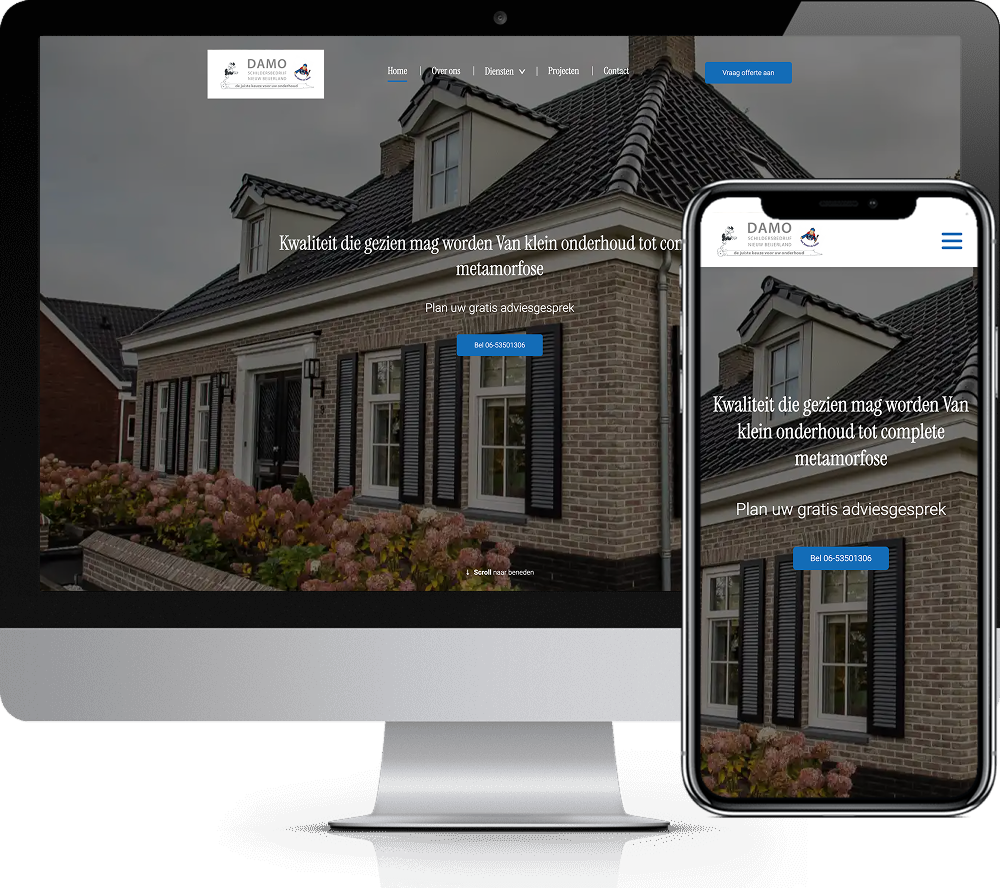 DAMO
SCHILDERSBEDRIJF
NIEUW BEIJERLAND
de juiste keuze voor uw onderhoud
Home | Over ons | Diensten | Projecten | Contact
Vraag offerte aan
Kwaliteit die gezien mag worden Van klein onderhoud tot com
metamorfose
Plan uw gratis adviesgesprek
Bel 06-53501306
Scroll naar beneden
DAMO
SCHILDERSBEDRIJF
NIEUW BEIJERLAND
de juiste keuze voor uw onderhoud
Kwaliteit die gezien mag worden Van
klein onderhoud tot complete
metamorfose
Plan uw gratis adviesgesprek
Bel 06-53501306